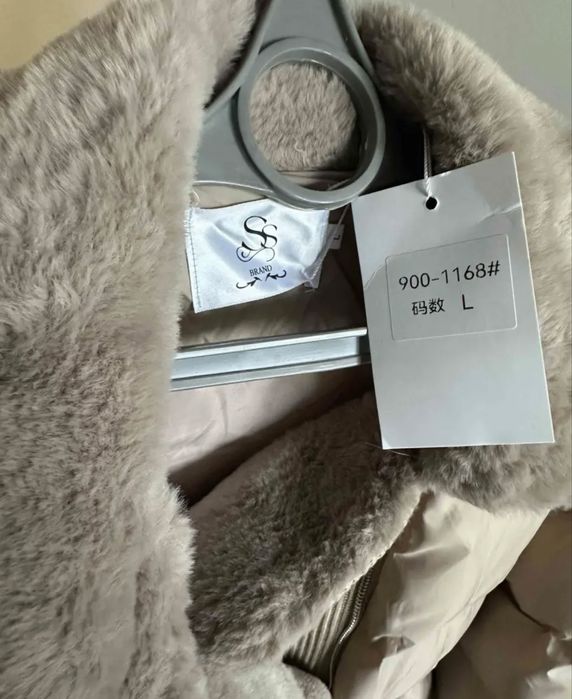 SS
BRAND
L
900-1168#
码数 L